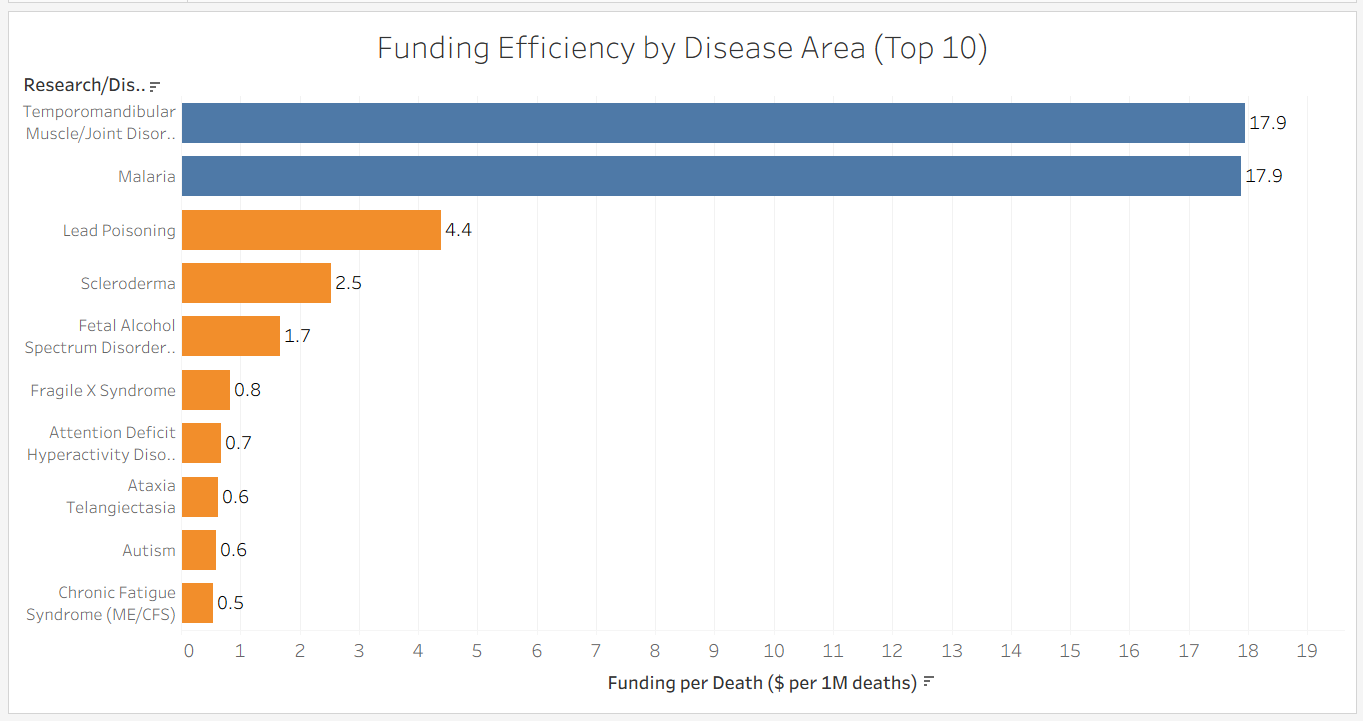 Funding Efficiency by Disease Area (Top 10)
Research/Dis..
Temporomandibular
Muscle/Joint Disor..
17.9
Malaria
17.9
Lead Poisoning
4.4
Scleroderma
2.5
Fetal Alcohol
Spectrum Disorder..
1.7
Fragile X Syndrome
0.8
Attention Deficit
Hyperactivity Diso..
0.7
Ataxia
Telangiectasia
0.6
Autism
0.6
Chronic Fatigue
Syndrome (ME/CFS)
0.5
0 1 2 3 4 5 6 7 8 9 10 11 12 13 14 15 16 17 18 19
Funding per Death ($ per 1M deaths)